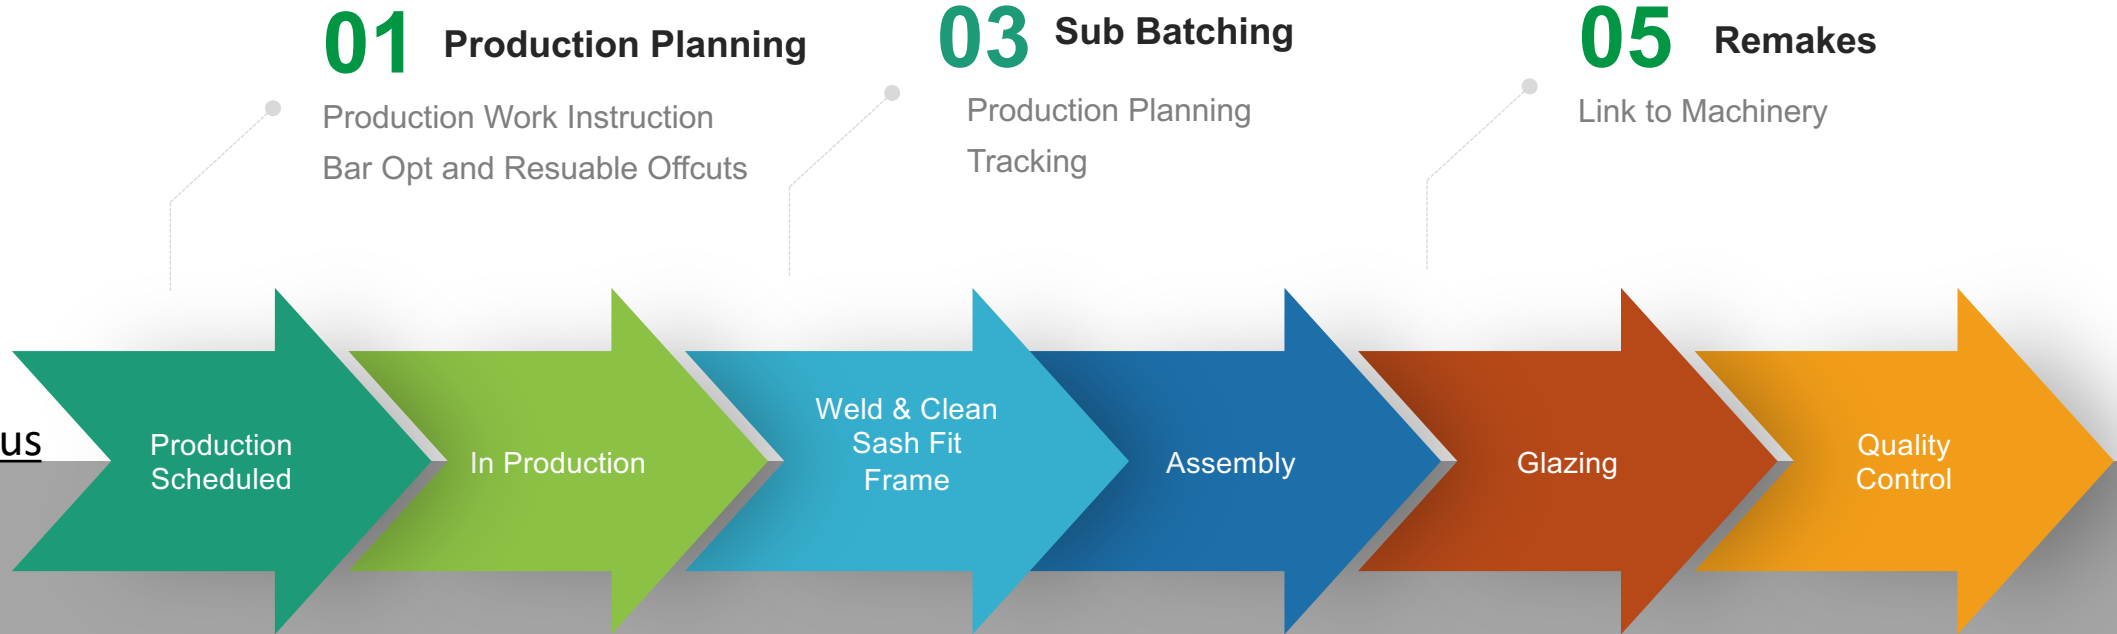 01 Production Planning
Production Work Instruction
Bar Opt and Resuable Offcuts
03 Sub Batching
Production Planning
Tracking
05 Remakes
Link to Machinery
us
Production
Scheduled
In Production
Weld & Clean
Sash Fit
Frame
Assembly
Glazing
Quality
Control